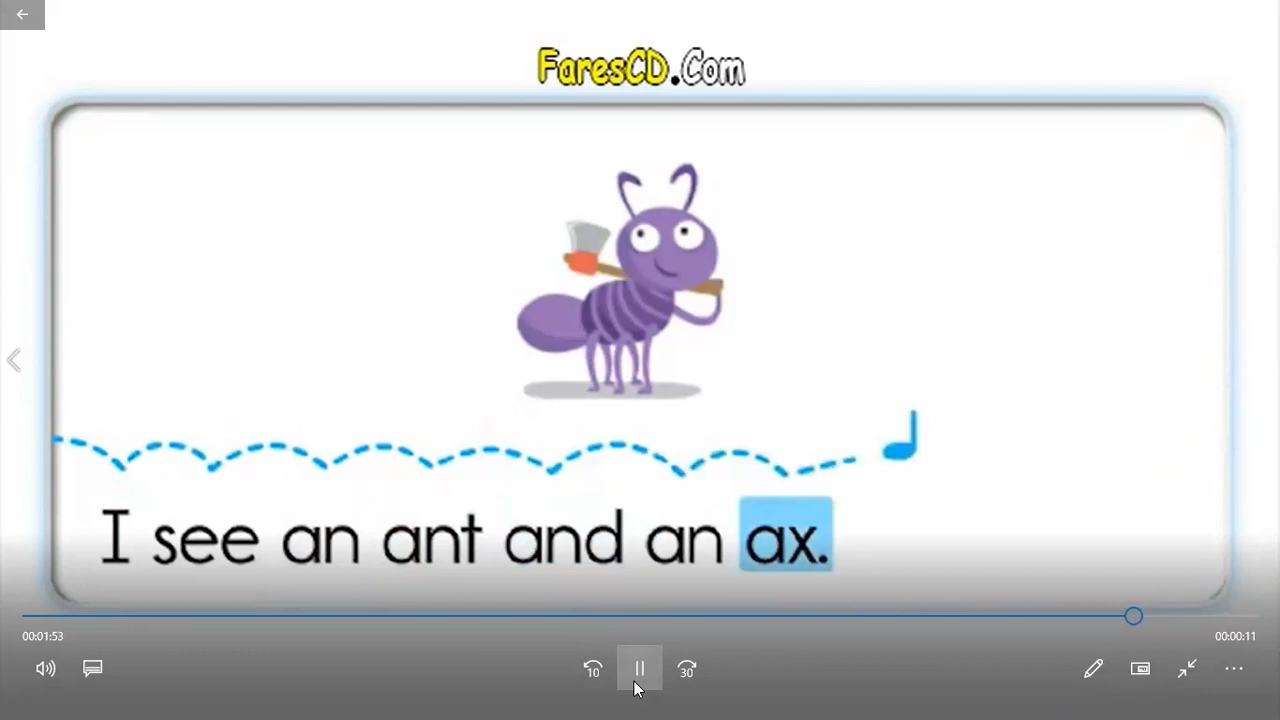 FaresCD.Com
I see an ant and an ax.
00:01:53
00:00:11
10
30